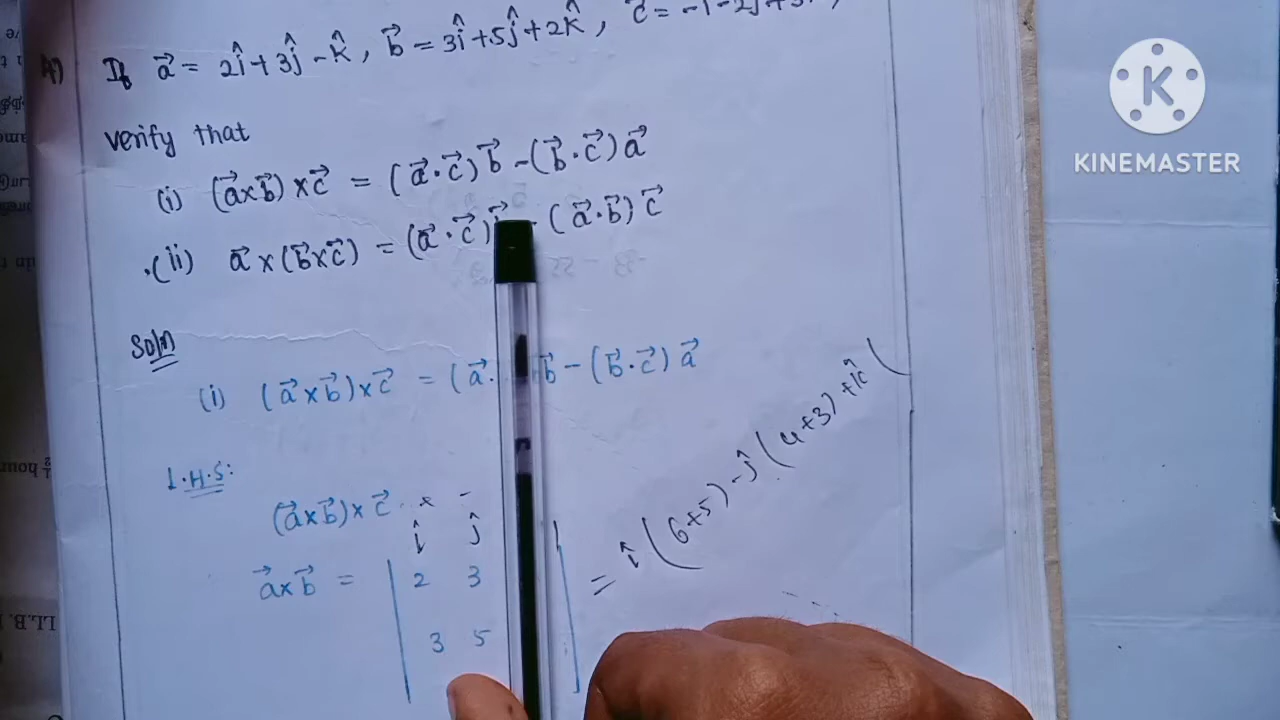 4) If a⃗ = 2î+3ĵ -k̂, b⃗ = 3î+5ĵ+2k̂, c⃗ =
verify that
(i) (a⃗×b⃗)×c⃗ = (a⃗·c⃗)b⃗ -(b⃗·c⃗)a⃗
(ii) a⃗×(b⃗×c⃗) = (a⃗·c⃗) (a⃗·b⃗)c⃗
Soln
(i) (a⃗×b⃗)×c⃗ = (a⃗· b⃗ -(b⃗·c⃗)a⃗
L.H.S:
(a⃗×b⃗)×c⃗
î ĵ
a⃗×b⃗ = | 2 3 | = î(6+5) -ĵ(4+3)+k̂(
3 5
K
KINEMASTER